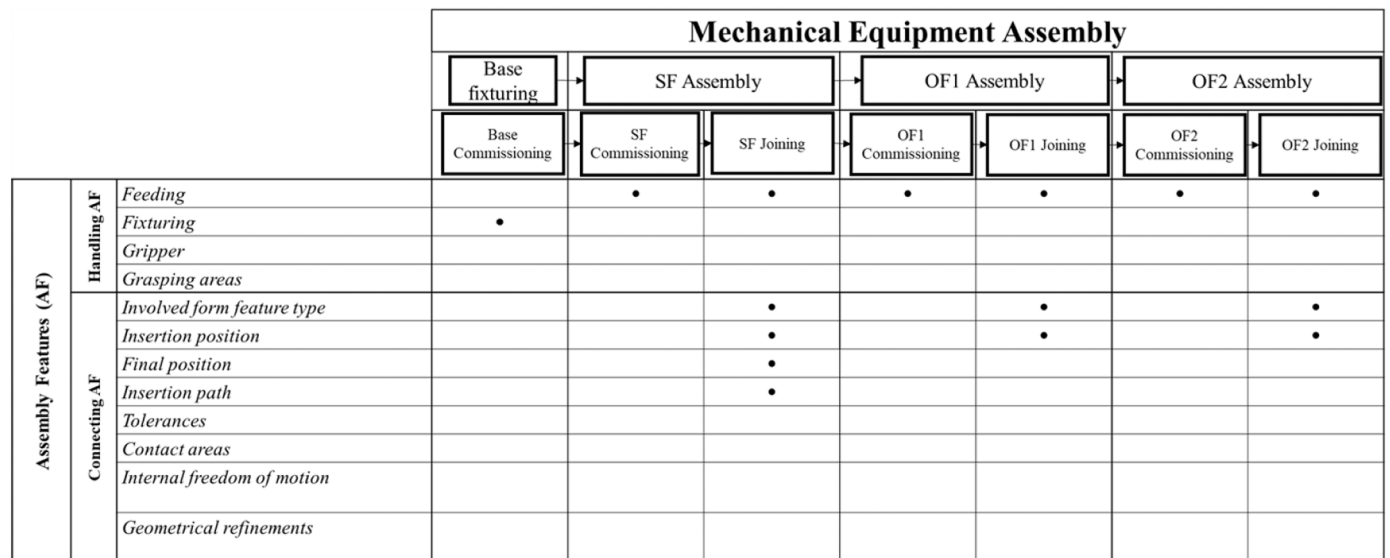 Mechanical Equipment Assembly
Base
fixturing
SF Assembly
OF1 Assembly
OF2 Assembly
Base
Commissioning
SF
Commissioning
SF Joining
OF1
Commissioning
OF1 Joining
OF2
Commissioning
OF2 Joining
Assembly Features (AF)
Handling AF
Feeding • • • • • •
Fixturing •
Gripper
Grasping areas
Connecting AF
Involved form feature type • • •
Insertion position • • •
Final position •
Insertion path •
Tolerances
Contact areas
Internal freedom of motion
Geometrical refinements